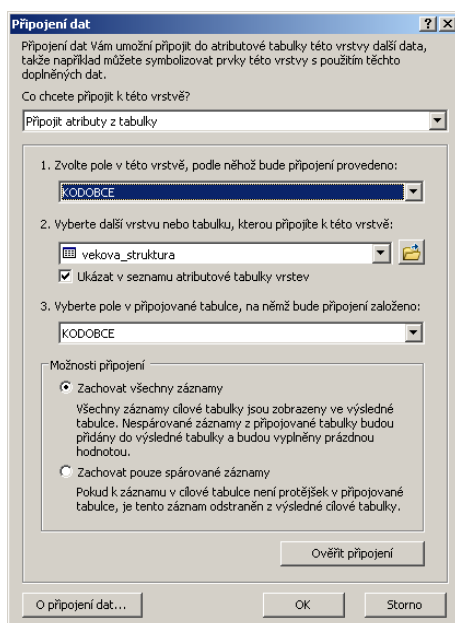 Připojení dat
Připojení dat Vám umožní připojit do atributové tabulky této vrstvy další data,
takže například můžete symbolizovat prvky této vrstvy s použitím těchto
doplněných dat.
Co chcete připojit k této vrstvě?
Připojit atributy z tabulky
1. Zvolte pole v této vrstvě, podle něhož bude připojení provedeno:
KODOBCE
2. Vyberte další vrstvu nebo tabulku, kterou připojíte k této vrstvě:
vekova_struktura
Ukázat v seznamu atributové tabulky vrstev
3. Vyberte pole v připojované tabulce, na němž bude připojení založeno:
KODOBCE
Možnosti připojení
Zachovat všechny záznamy
Všechny záznamy cílové tabulky jsou zobrazeny ve výsledné
tabulce. Nespárované záznamy z připojované tabulky budou
přidány do výsledné tabulky a budou vyplněny prázdnou
hodnotou.
Zachovat pouze spárované záznamy
Pokud k záznamu v cílové tabulce není protějšek v připojované
tabulce, je tento záznam odstraněn z výsledné cílové tabulky.
Ověřit připojení
O připojení dat... OK Storno